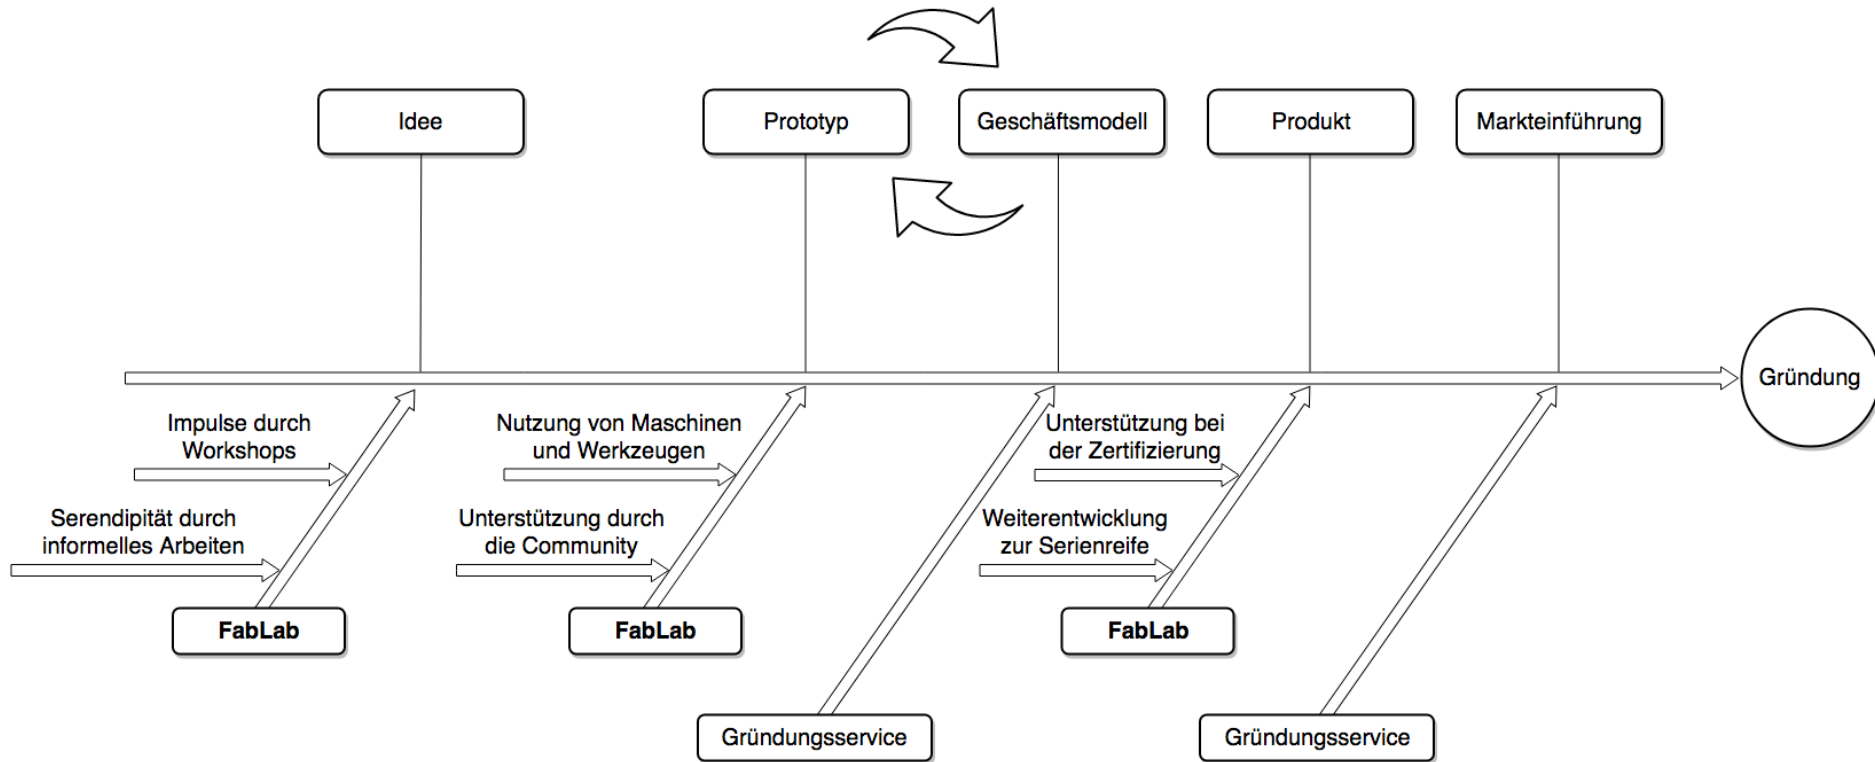 Idee
Prototyp
Geschäftsmodell
Produkt
Markteinführung
Gründung
Impulse durch
Workshops
Serendipität durch
informelles Arbeiten
FabLab
Nutzung von Maschinen
und Werkzeugen
Unterstützung durch
die Community
FabLab
Gründungsservice
Unterstützung bei
der Zertifizierung
Weiterentwicklung
zur Serienreife
FabLab
Gründungsservice